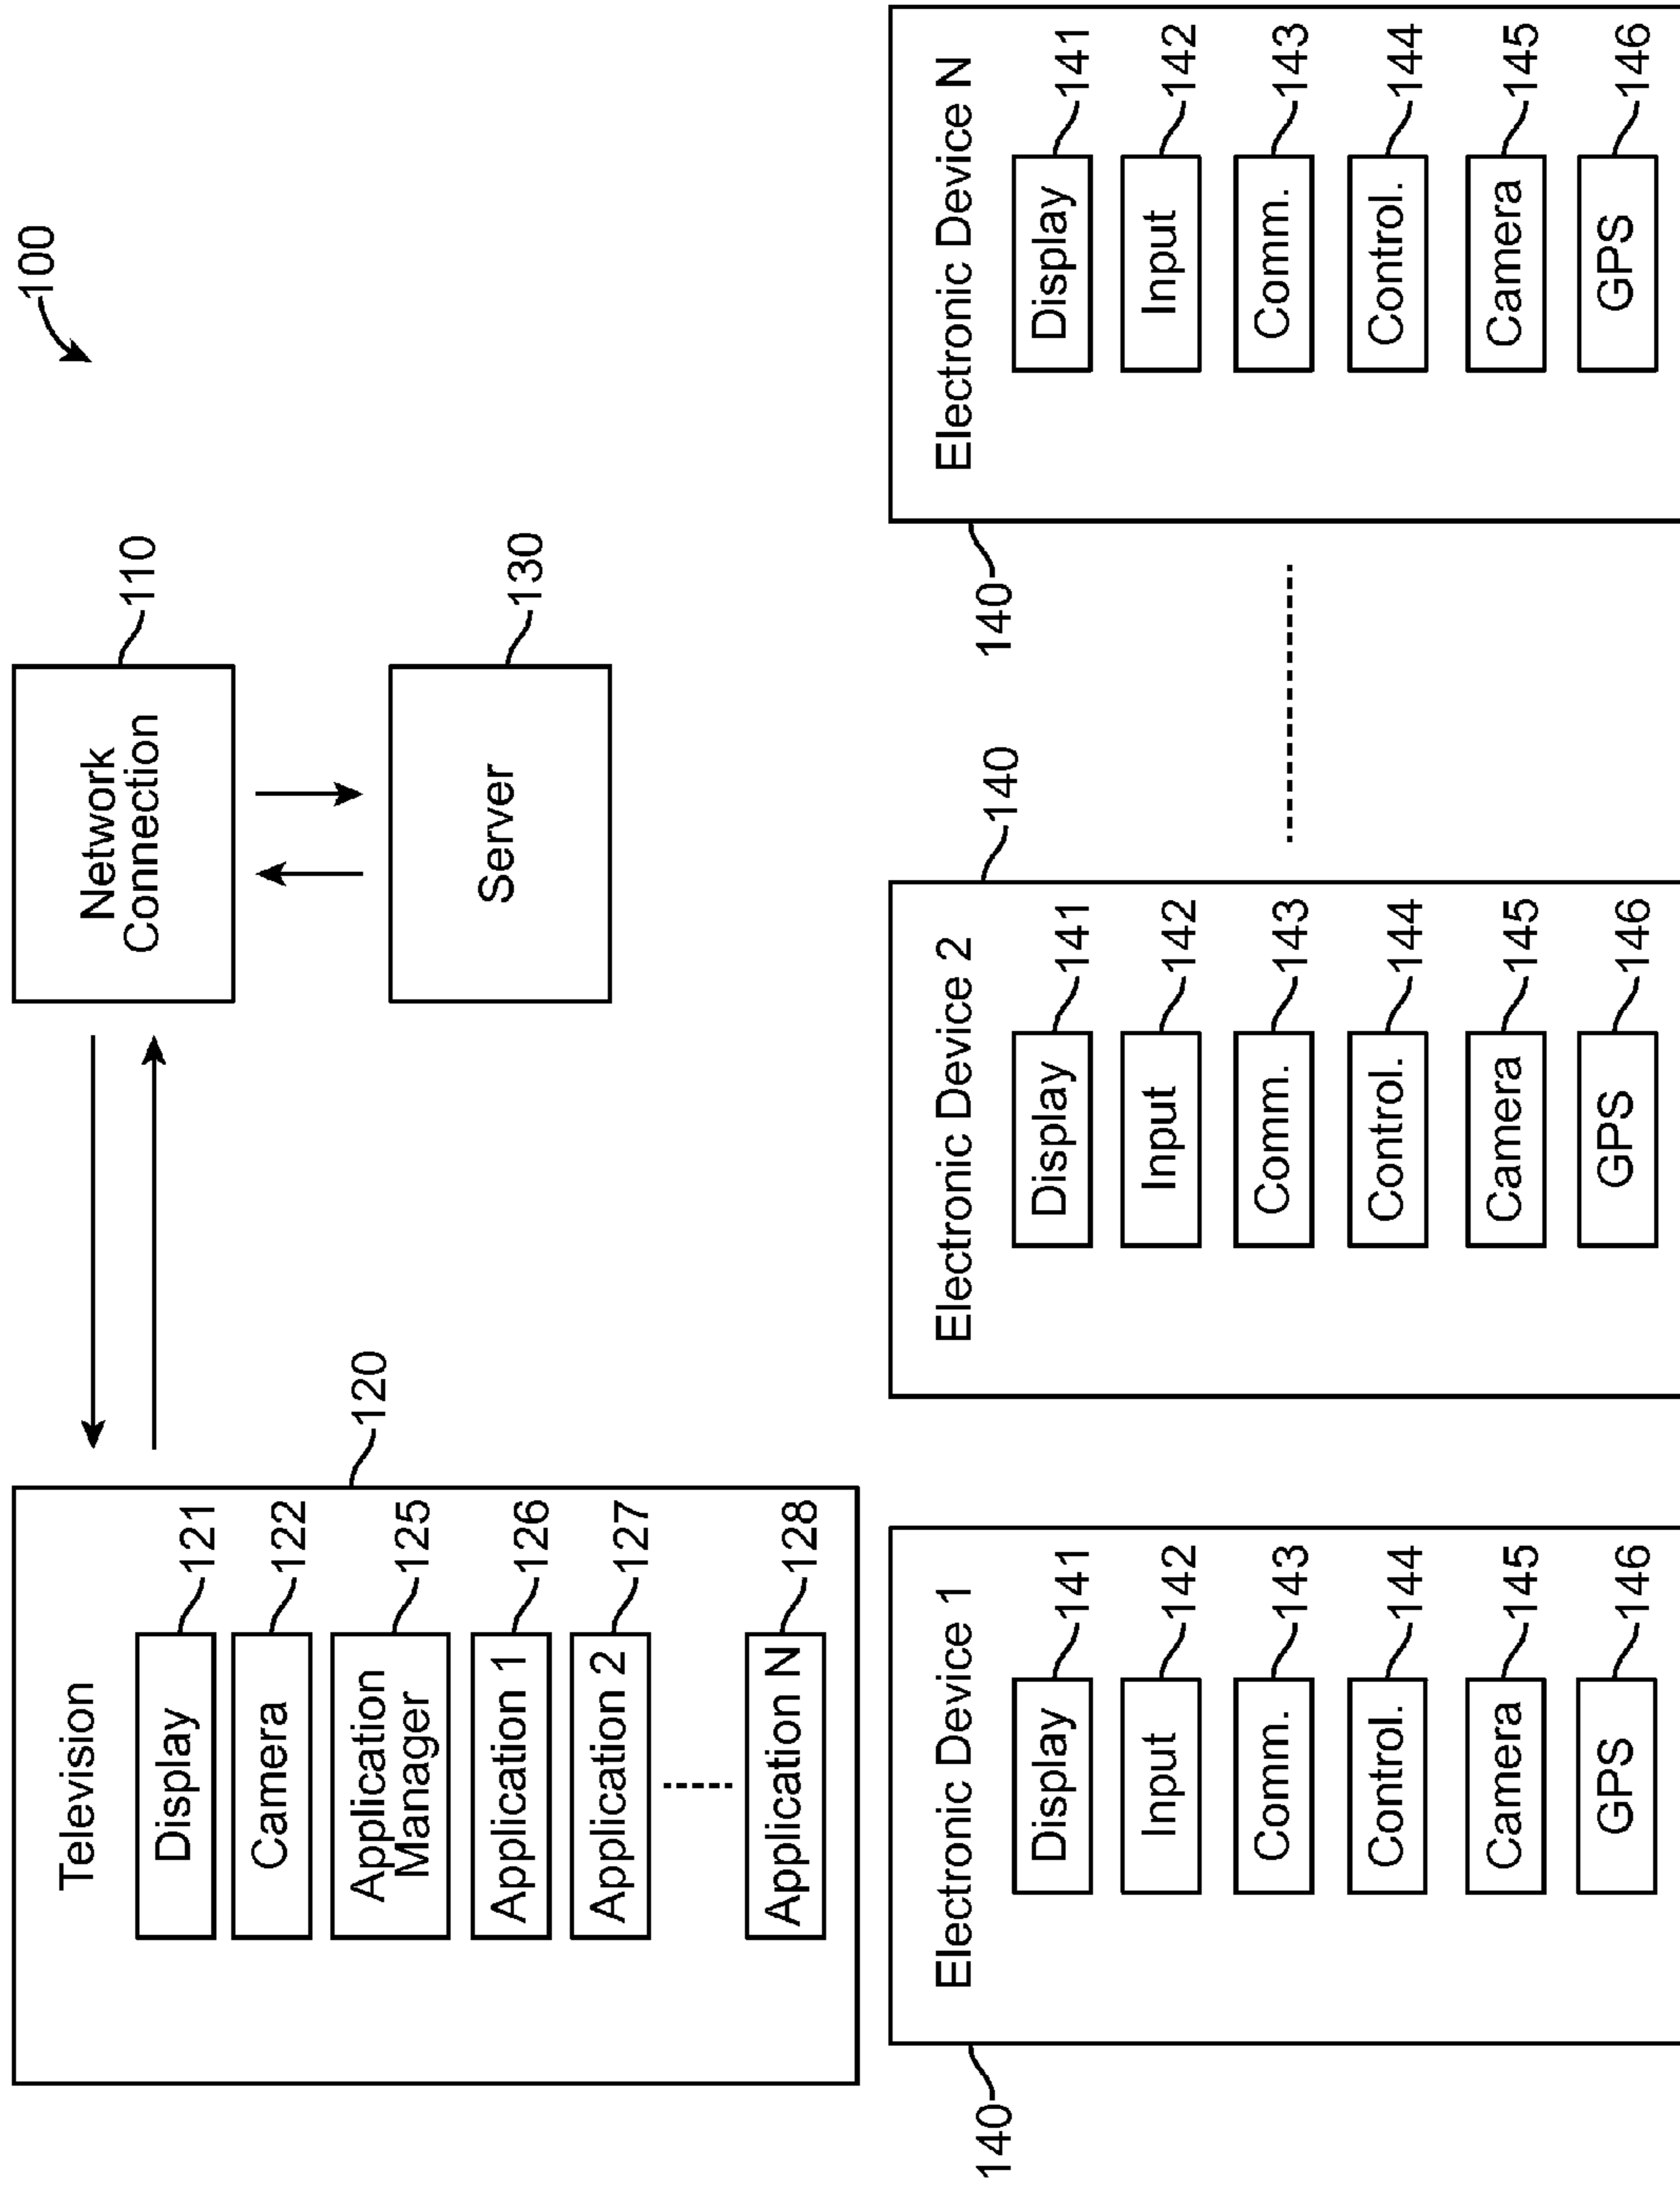 100
Television
Display
121
Camera
122
Application
Manager
125
Application 1
126
Application 2
127
Application N
128
120
Network
Connection
110
Server
130
140
Electronic Device 1
Display
141
Input
142
Comm.
143
Control.
144
Camera
145
GPS
146
140
Electronic Device 2
Display
141
Input
142
Comm.
143
Control.
144
Camera
145
GPS
146
140
Electronic Device N
Display
141
Input
142
Comm.
143
Control.
144
Camera
145
GPS
146